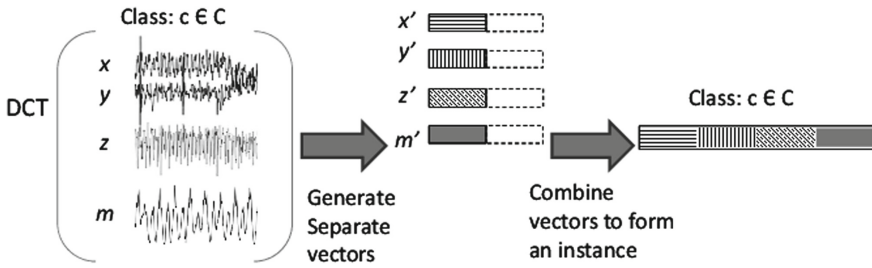 Class: c Є C
DCT
x
y
z
m
Generate
Separate
vectors
x'
y'
z'
m'
Combine
vectors to form
an instance
Class: c Є C